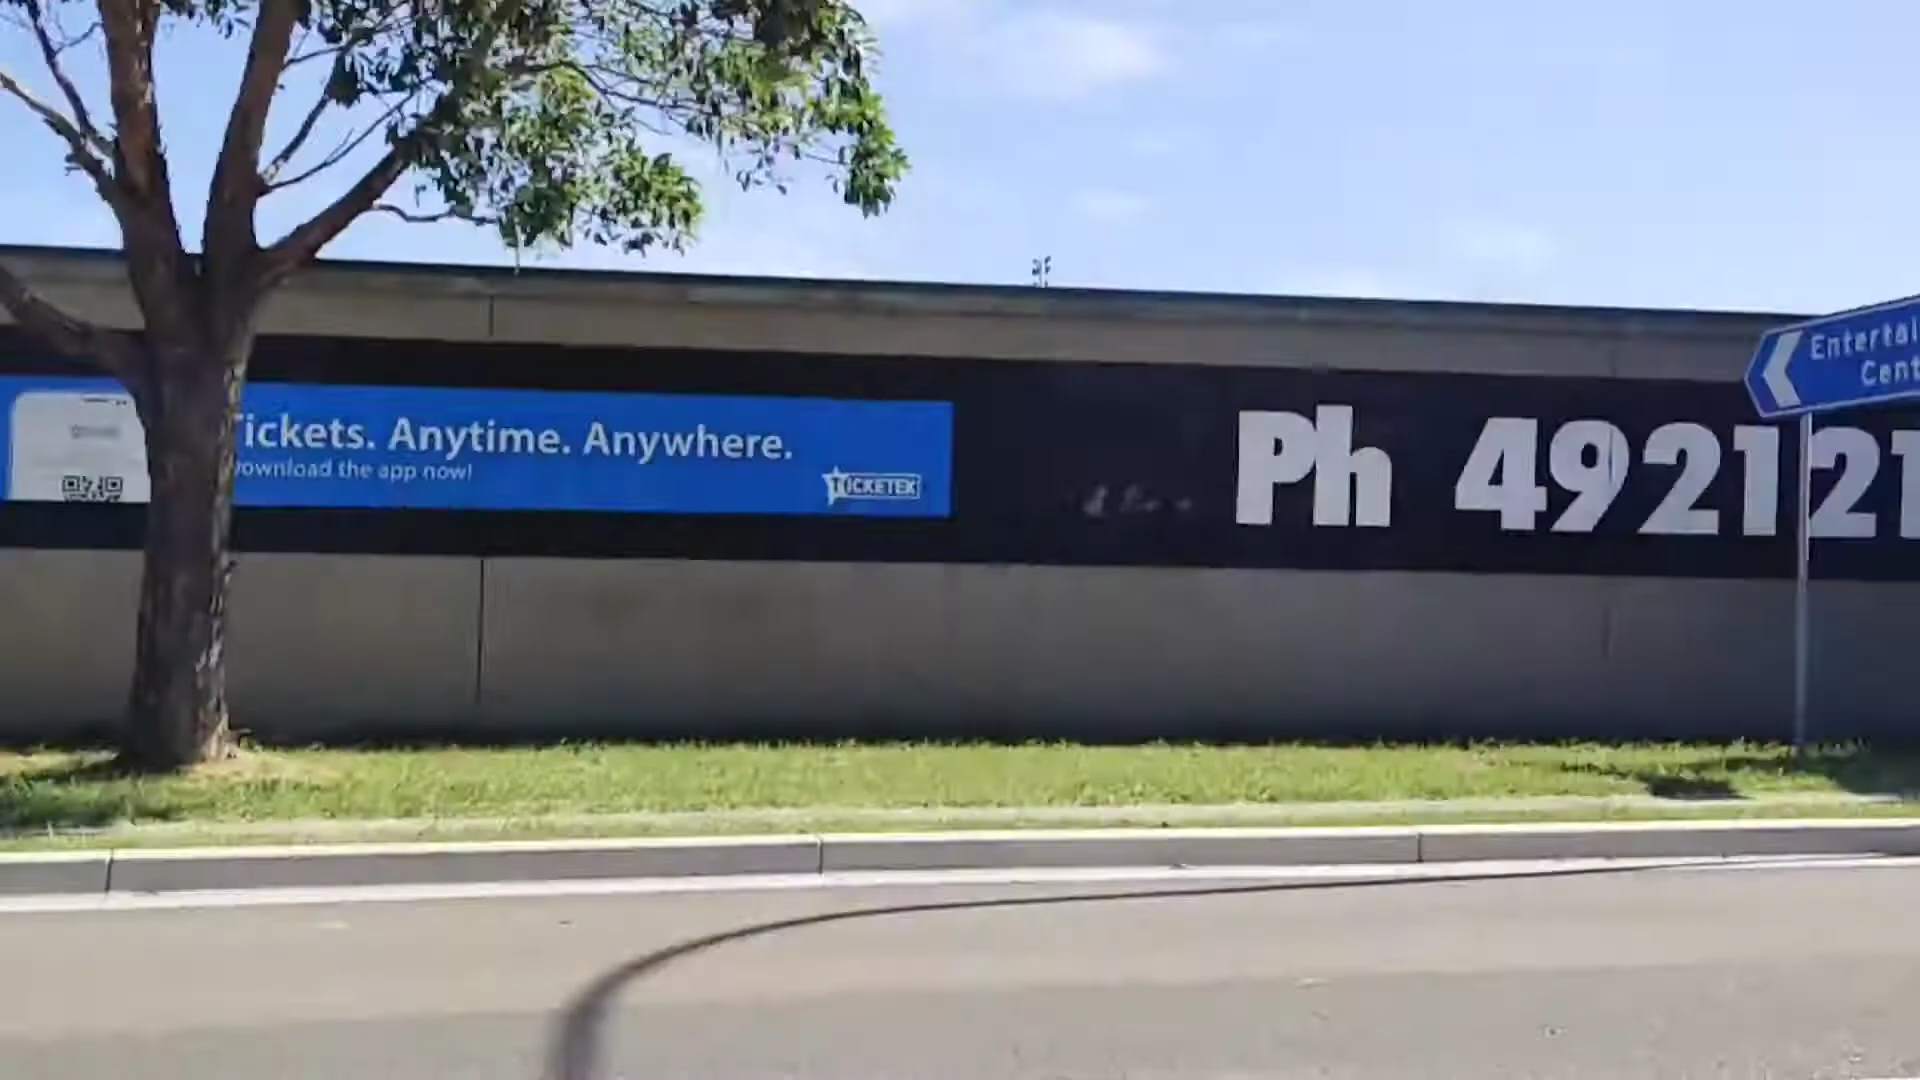 Tickets. Anytime. Anywhere.
Download the app now!
TICKETEK
Ph 492121
Entertai
Cent